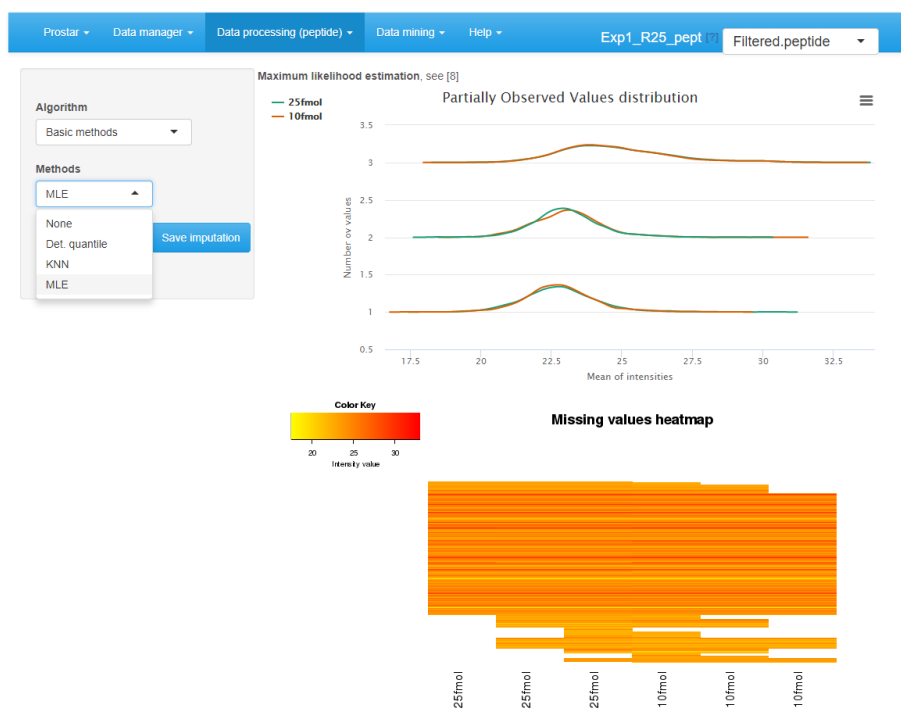 Prostar Data manager Data processing (peptide) Data mining Help Exp1_R25_pept [?] Filtered.peptide
Maximum likelihood estimation, see [8]
Algorithm
Basic methods
Methods
MLE
None
Det. quantile
KNN
MLE
Save imputation
Partially Observed Values distribution
25fmol
10fmol
Number ov values
3.5
3
2.5
2
1.5
1
0.5
17.5 20 22.5 25 27.5 30 32.5
Mean of intensities
Color Key
20 25 30
Intensity value
Missing values heatmap
25fmol 25fmol 25fmol 10fmol 10fmol 10fmol